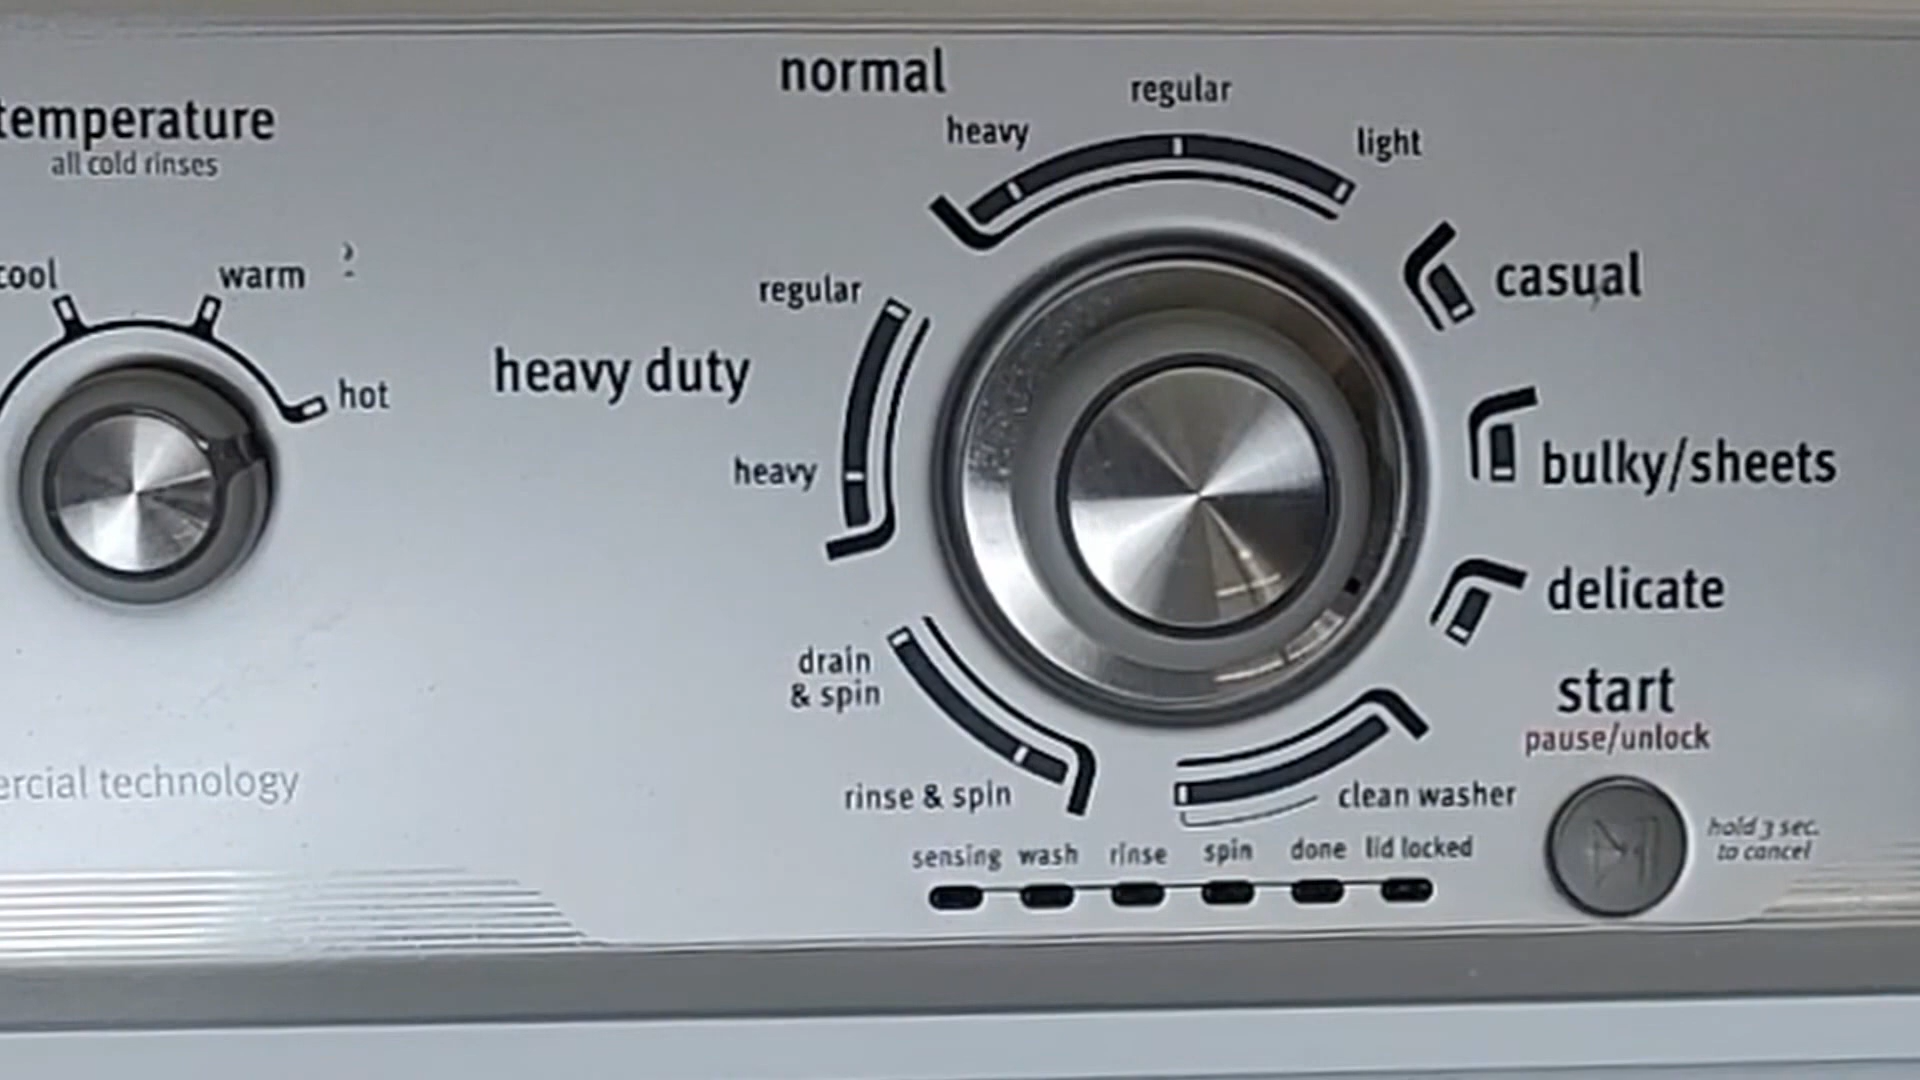 temperature
all cold rinses
cool
warm
hot
normal
heavy
regular
light
casual
heavy duty
regular
heavy
bulky/sheets
delicate
drain
& spin
rinse & spin
clean washer
start
pause/unlock
hold 3 sec.
to cancel
sensing wash rinse spin done lid locked
technology